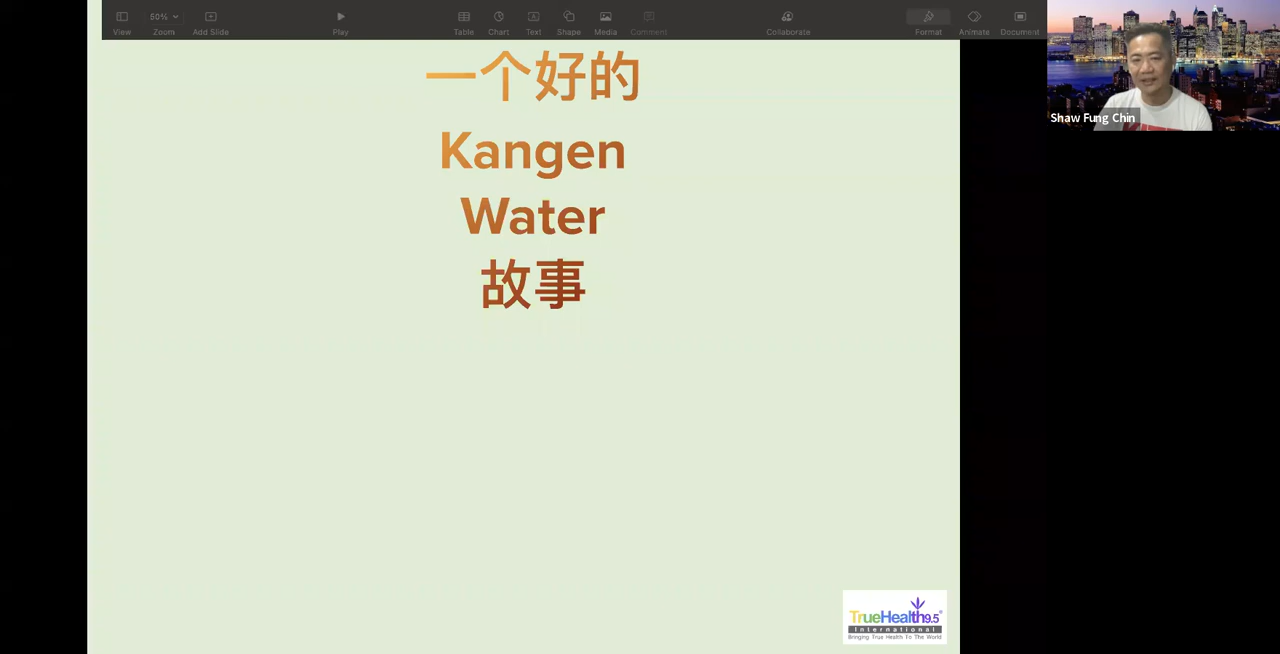 50%
View
Zoom
Add Slide
Play
Table
Chart
Text
Shape
Media
Comment
Collaborate
Format
Animate
Document
Shaw Fung Chin
一个好的
Kangen
Water
故事
TrueHealth9.5®
International
Bringing True Health To The World